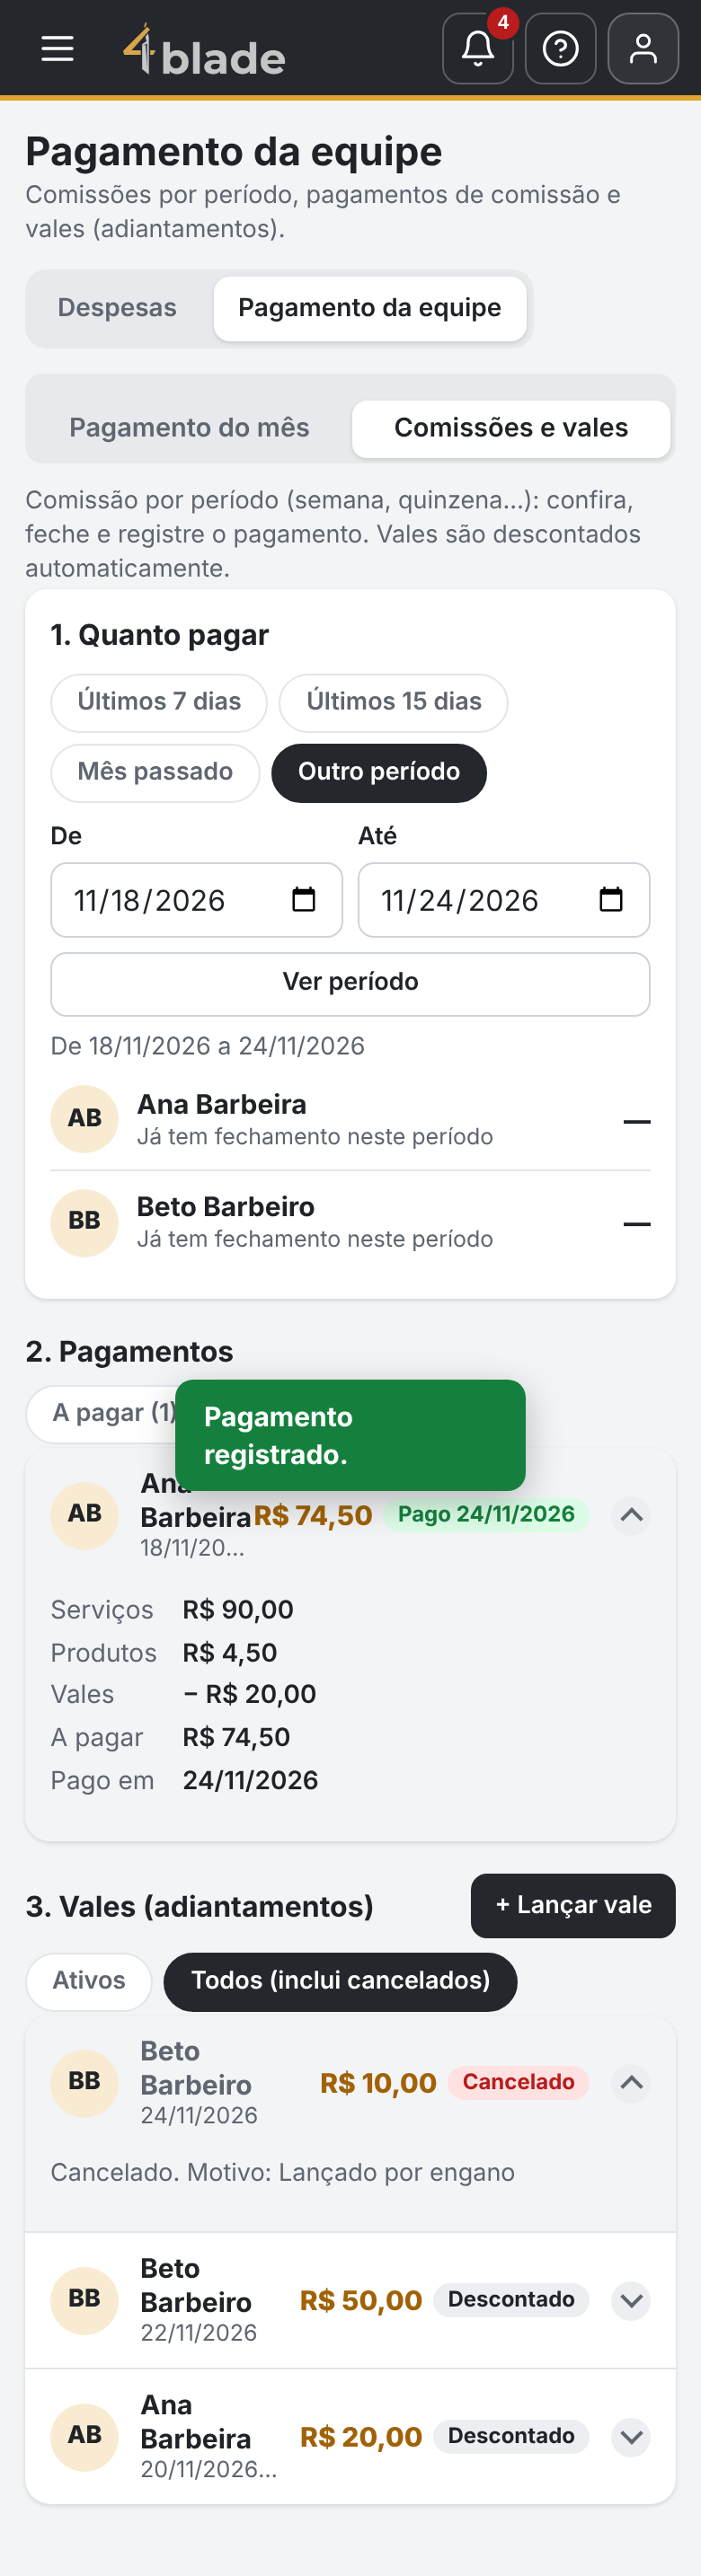 4blade
4
Pagamento da equipe
Comissões por período, pagamentos de comissão e
vales (adiantamentos).
Despesas
Pagamento da equipe
Pagamento do mês
Comissões e vales
Comissão por período (semana, quinzena...): confira,
feche e registre o pagamento. Vales são descontados
automaticamente.
1. Quanto pagar
Últimos 7 dias
Últimos 15 dias
Mês passado
Outro período
De
Até
11/18/2026
11/24/2026
Ver período
De 18/11/2026 a 24/11/2026
AB
Ana Barbeira
Já tem fechamento neste período
—
BB
Beto Barbeiro
Já tem fechamento neste período
—
2. Pagamentos
A pagar (1)
Pagamento
registrado.
AB
Ana
Barbeira
18/11/20...
R$ 74,50
Pago 24/11/2026
Serviços R$ 90,00
Produtos R$ 4,50
Vales − R$ 20,00
A pagar R$ 74,50
Pago em 24/11/2026
3. Vales (adiantamentos)
+ Lançar vale
Ativos
Todos (inclui cancelados)
BB
Beto
Barbeiro
24/11/2026
R$ 10,00
Cancelado
Cancelado. Motivo: Lançado por engano
BB
Beto
Barbeiro
22/11/2026
R$ 50,00
Descontado
AB
Ana
Barbeira
20/11/2026...
R$ 20,00
Descontado